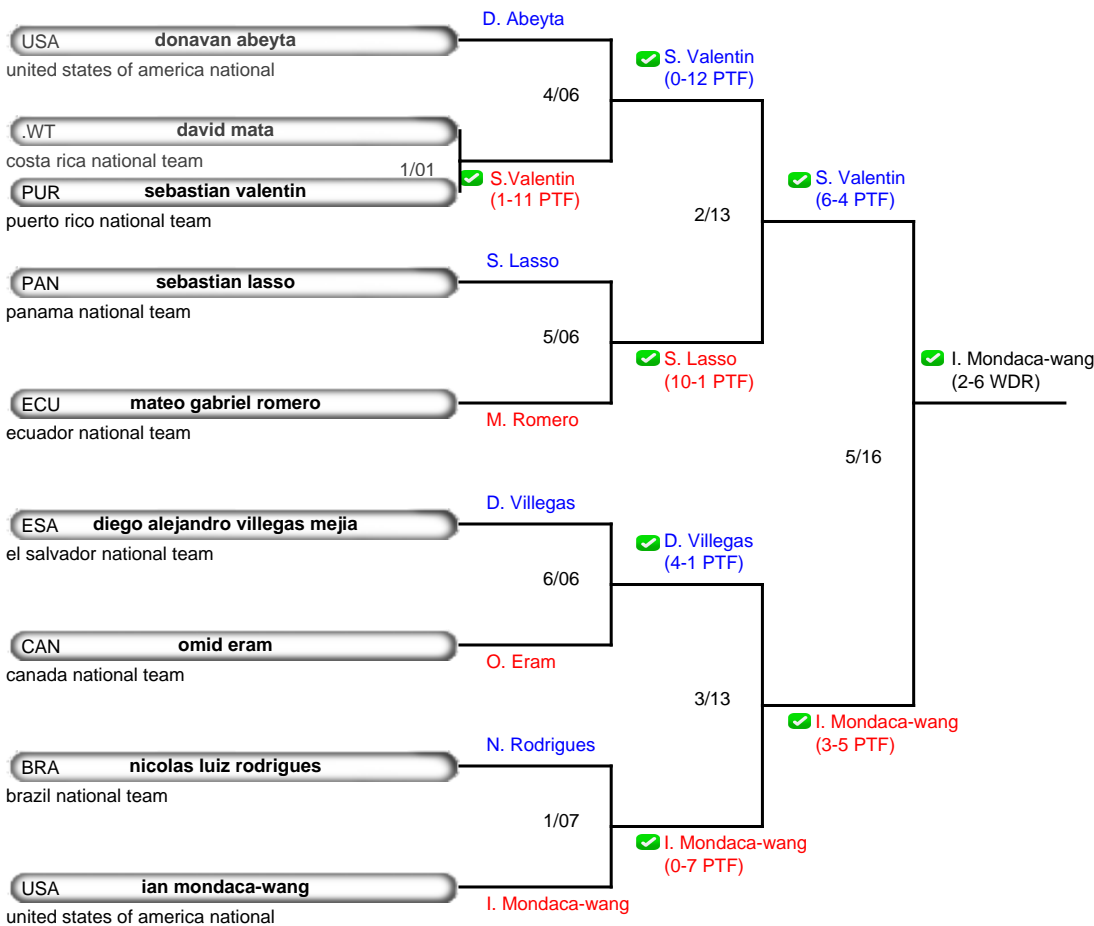 D. Abeyta
USA donavan abeyta
united states of america national
S. Valentin
(0-12 PTF)
4/06
.WT david mata
costa rica national team
1/01
PUR sebastian valentin
puerto rico national team
S.Valentin
(1-11 PTF)
S. Valentin
(6-4 PTF)
2/13
S. Lasso
PAN sebastian lasso
panama national team
5/06
S. Lasso
(10-1 PTF)
ECU mateo gabriel romero
ecuador national team
M. Romero
I. Mondaca-wang
(2-6 WDR)
5/16
D. Villegas
ESA diego alejandro villegas mejia
el salvador national team
D. Villegas
(4-1 PTF)
6/06
CAN omid eram
canada national team
O. Eram
3/13
I. Mondaca-wang
(3-5 PTF)
N. Rodrigues
BRA nicolas luiz rodrigues
brazil national team
1/07
I. Mondaca-wang
(0-7 PTF)
USA ian mondaca-wang
united states of america national
I. Mondaca-wang